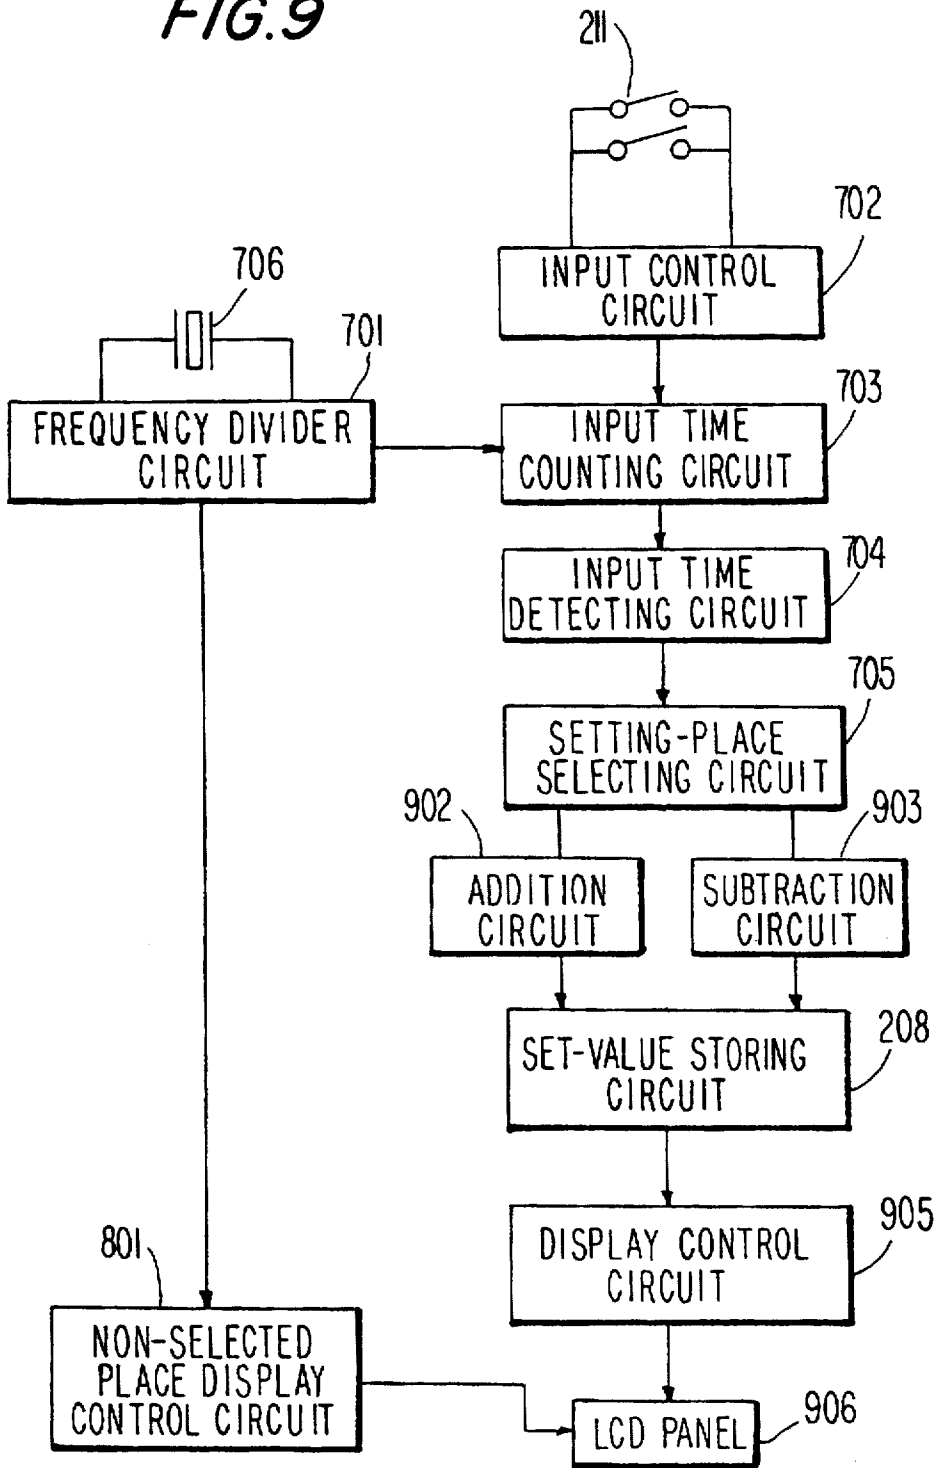 FIG.9
211
702
INPUT CONTROL
CIRCUIT
706
701
FREQUENCY DIVIDER
CIRCUIT
703
INPUT TIME
COUNTING CIRCUIT
704
INPUT TIME
DETECTING CIRCUIT
705
SETTING-PLACE
SELECTING CIRCUIT
902
ADDITION
CIRCUIT
903
SUBTRACTION
CIRCUIT
208
SET-VALUE STORING
CIRCUIT
905
DISPLAY CONTROL
CIRCUIT
801
NON-SELECTED
PLACE DISPLAY
CONTROL CIRCUIT
906
LCD PANEL